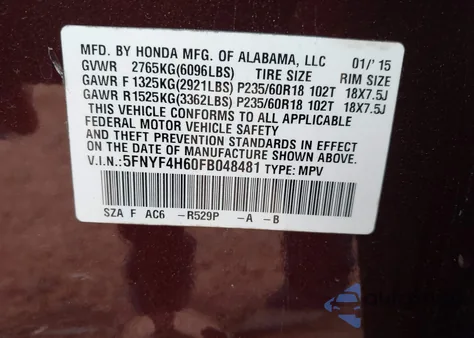 MFD. BY HONDA MFG. OF ALABAMA, LLC 01/'15
GVWR 2765KG(6096LBS) TIRE SIZE RIM SIZE
GAWR F 1325KG(2921LBS) P235/60R18 102T 18X7.5J
GAWR R1525KG(3362LBS) P235/60R18 102T 18X7.5J
THIS VEHICLE CONFORMS TO ALL APPLICABLE
FEDERAL MOTOR VEHICLE SAFETY
AND THEFT PREVENTION STANDARDS IN EFFECT
ON THE DATE OF MANUFACTURE SHOWN ABOVE.
V.I.N.:5FNYF4H60FB048481 TYPE: MPV
SZA F AC6 -R529P -A -B